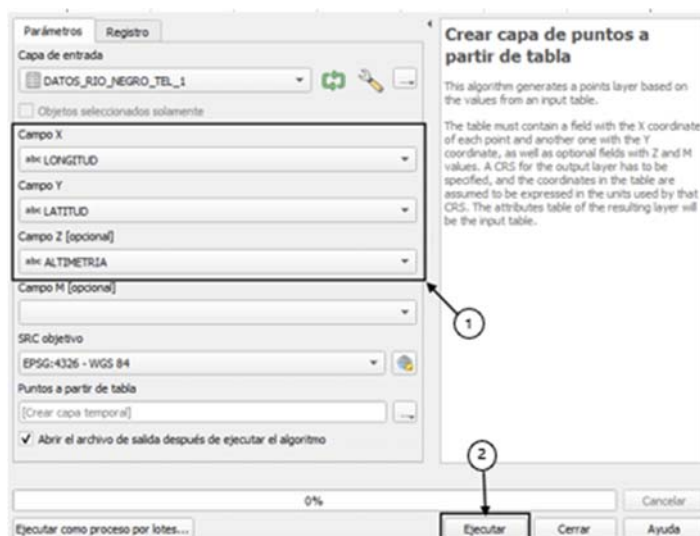 Parámetros Registro
Capa de entrada
DATOS_RIO_NEGRO_TEL_1
Objetos seleccionados solamente
Campo X
abc LONGITUD
Campo Y
abc LATITUD
Campo Z [opcional]
abc ALTIMETRIA
Campo M [opcional]
SRC objetivo
EPSG:4326 - WGS 84
Puntos a partir de tabla
[Crear capa temporal]
Abrir el archivo de salida después de ejecutar el algoritmo
Crear capa de puntos a
partir de tabla
This algorithm generates a points layer based on
the values from an input table.
The table must contain a field with the X coordinate
of each point and another one with the Y
coordinate, as well as optional fields with Z and M
values. A CRS for the output layer has to be
specified, and the coordinates in the table are
assumed to be expressed in the units used by that
CRS. The attributes table of the resulting layer will
be the input table.
1
2
0%
Cancelar
Ejecutar como proceso por lotes...
Ejecutar
Cerrar
Ayuda